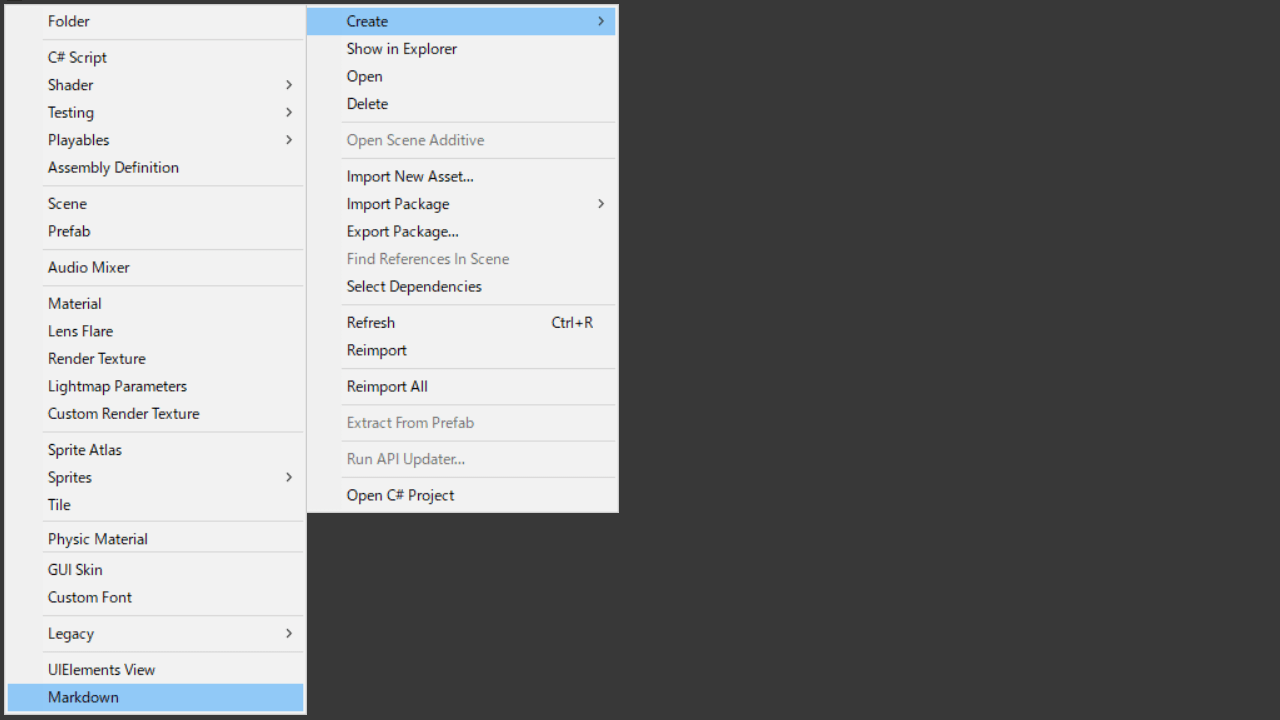 Folder
C# Script
Shader
Testing
Playables
Assembly Definition
Scene
Prefab
Audio Mixer
Material
Lens Flare
Render Texture
Lightmap Parameters
Custom Render Texture
Sprite Atlas
Sprites
Tile
Physic Material
GUI Skin
Custom Font
Legacy
UIElements View
Markdown
Create
Show in Explorer
Open
Delete
Open Scene Additive
Import New Asset...
Import Package
Export Package...
Find References In Scene
Select Dependencies
Refresh Ctrl+R
Reimport
Reimport All
Extract From Prefab
Run API Updater...
Open C# Project